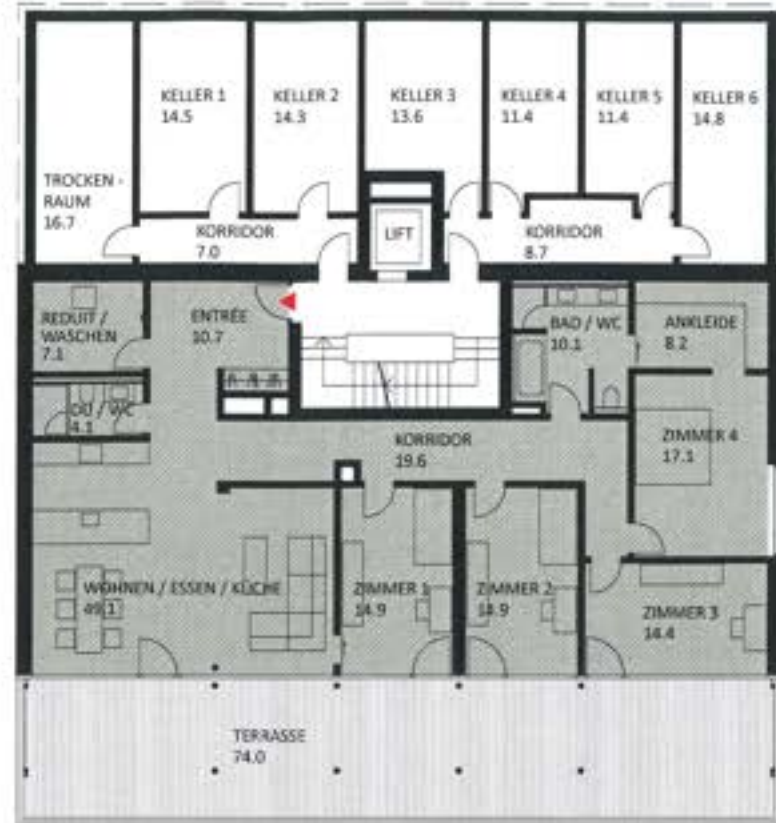 KELLER 1
14.5
KELLER 2
14.3
KELLER 3
13.6
KELLER 4
11.4
KELLER 5
11.4
KELLER 6
14.8
TROCKEN -
RAUM
16.7
KORRIDOR
7.0
LIFT
KORRIDOR
8.7
REDUIT /
WASCHEN
7.1
ENTRÉE
10.7
BAD / WC
10.1
ANKLEIDE
8.2
DU / WC
4.1
KORRIDOR
19.6
ZIMMER 4
17.1
WOHNEN / ESSEN / KÜCHE
49.1
ZIMMER 1
14.9
ZIMMER 2
14.9
ZIMMER 3
14.4
TERRASSE
74.0